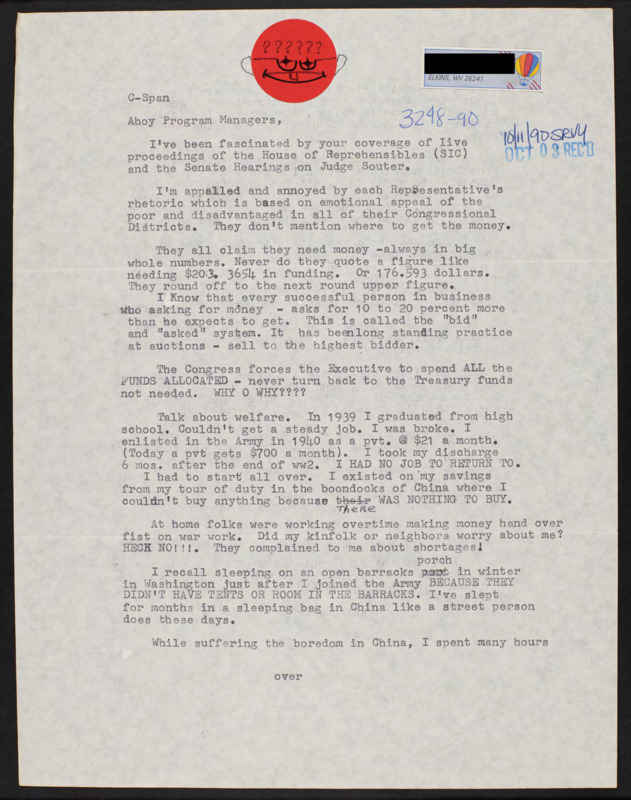 ??????
ELKINS, WV 26241
C-Span
3248-90
10/11/90 SRVY
OCT 03 REC'D
Ahoy Program Managers,
I've been fascinated by your coverage of live
proceedings of the House of Reprehensibles (SIC)
and the Senate Hearings on Judge Souter.
I'm appalled and annoyed by each Representative's
rhetoric which is based on emotional appeal of the
poor and disadvantaged in all of their Congressional
Districts. They don't mention where to get the money.
They all claim they need money -always in big
whole numbers. Never do they quote a figure like
needing $203. 3654 in funding. Or 176.593 dollars.
They round off to the next round upper figure.
I Know that every successful person in business
who asking for money - asks for 10 to 20 percent more
than he expects to get. This is called the "bid"
and "asked" system. It has beenlong standing practice
at auctions - sell to the highest bidder.
The Congress forces the Executive to spend ALL the
FUNDS ALLOCATED - never turn back to the Treasury funds
not needed. WHY O WHY????
Talk about welfare. In 1939 I graduated from high
school. Couldn't get a steady job. I was broke. I
enlisted in the Army in 1940 as a pvt. @ $21 a month.
(Today a pvt gets $700 a month). I took my discharge
6 mos. after the end of ww2. I HAD NO JOB TO RETURN TO.
I had to start all over. I existed on my savings
from my tour of duty in the boondocks of China where I
couldn't buy anything because their WAS NOTHING TO BUY.
THERE
At home folks were working overtime making money hand over
fist on war work. Did my kinfolk or neighbors worry about me?
HECK NO!!!. They complained to me about shortages!
porch
I recall sleeping on an open barracks in winter
in Washington just after I joined the Army BECAUSE THEY
DIDN'T HAVE TENTS OR ROOM IN THE BARRACKS. I've slept
for months in a sleeping bag in China like a street person
does these days.
While suffering the boredom in China, I spent many hours
over